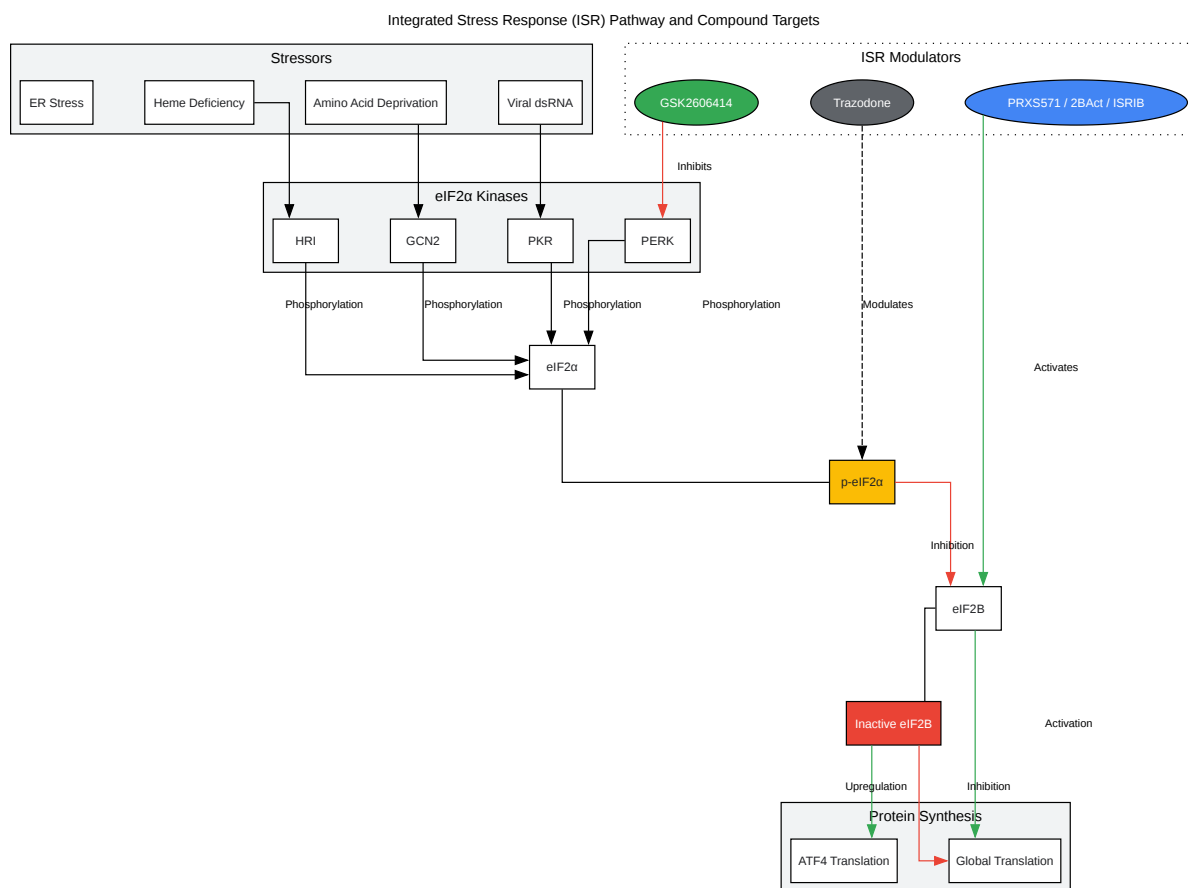 Integrated Stress Response (ISR) Pathway and Compound Targets
Stressors
ISR Modulators
ER Stress
Heme Deficiency
Amino Acid Deprivation
Viral dsRNA
GSK2606414
Trazodone
PRXS571 / 2BAct / ISRIB
Inhibits
eIF2α Kinases
HRI
GCN2
PKR
PERK
Phosphorylation
Phosphorylation
Phosphorylation
Phosphorylation
Modulates
eIF2α
Activates
p-eIF2α
Inhibition
eIF2B
Inactive eIF2B
Activation
Upregulation
Inhibition
Protein Synthesis
ATF4 Translation
Global Translation